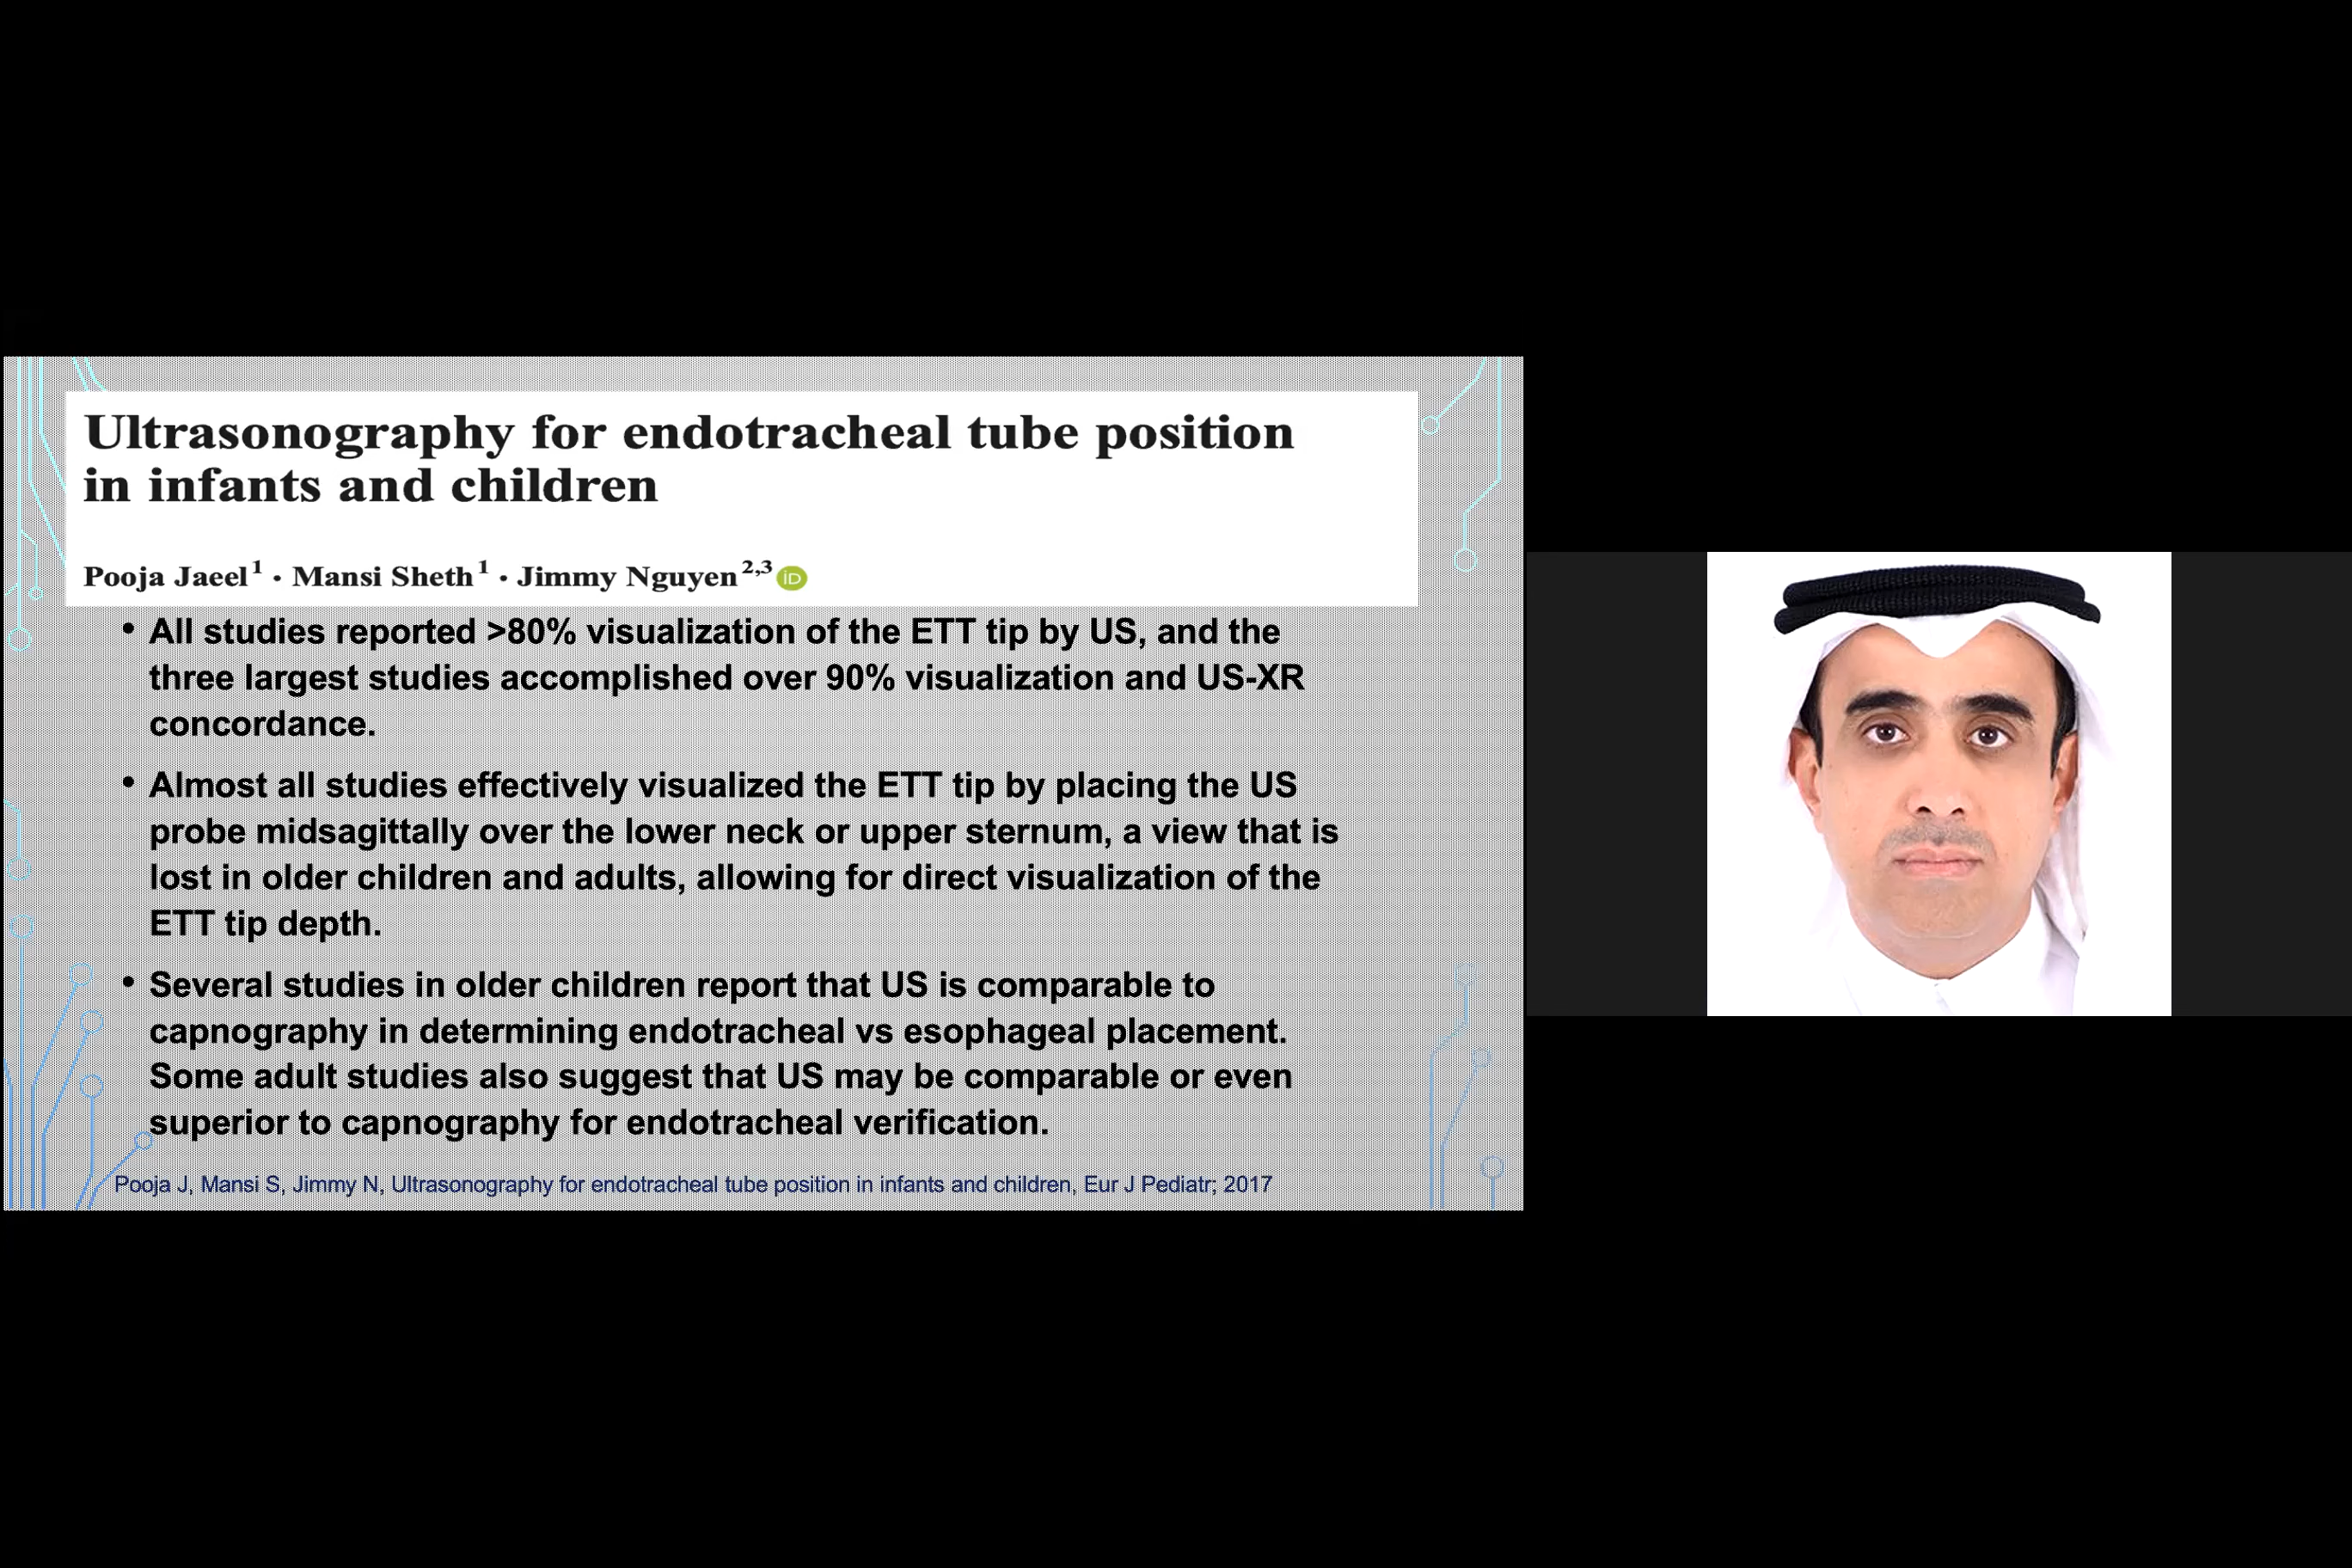 Ultrasonography for endotracheal tube position
in infants and children
Pooja Jaeel1 · Mansi Sheth1 · Jimmy Nguyen2,3 iD
• All studies reported >80% visualization of the ETT tip by US, and the
three largest studies accomplished over 90% visualization and US-XR
concordance.
• Almost all studies effectively visualized the ETT tip by placing the US
probe midsagittally over the lower neck or upper sternum, a view that is
lost in older children and adults, allowing for direct visualization of the
ETT tip depth.
• Several studies in older children report that US is comparable to
capnography in determining endotracheal vs esophageal placement.
Some adult studies also suggest that US may be comparable or even
superior to capnography for endotracheal verification.
Pooja J, Mansi S, Jimmy N, Ultrasonography for endotracheal tube position in infants and children, Eur J Pediatr; 2017